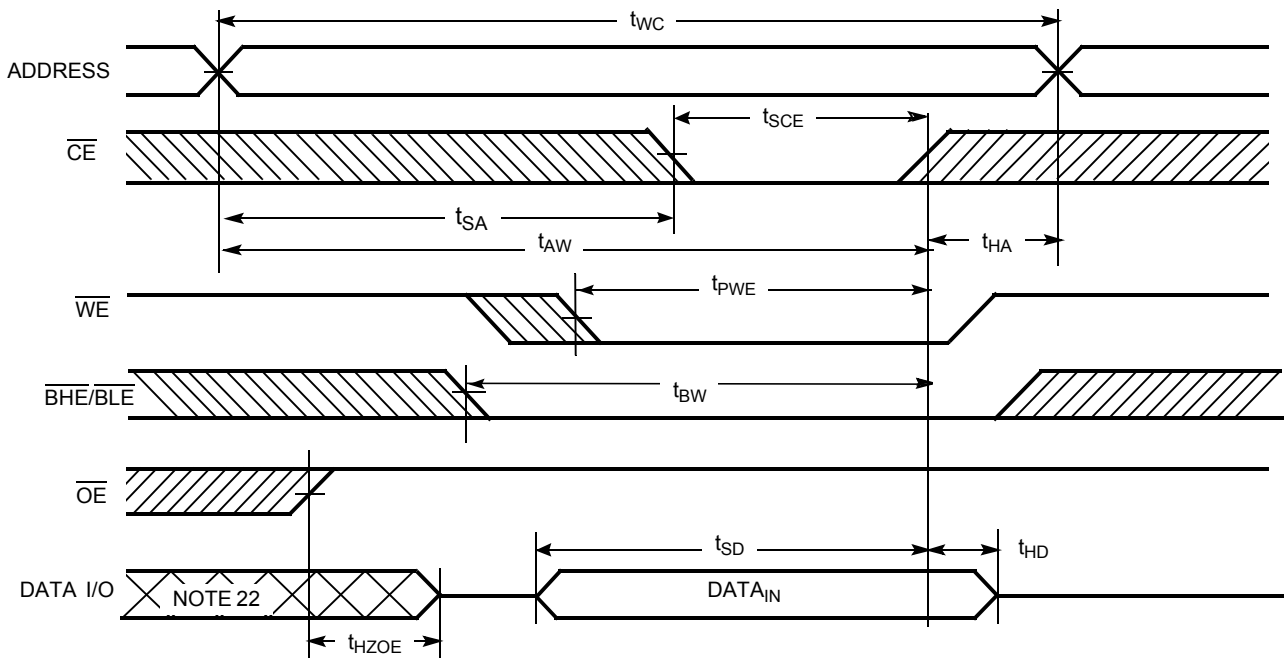 tWC
ADDRESS
tSCE
CE
tSA
tAW
tHA
WE
tPWE
BHE/BLE
tBW
OE
tSD
tHD
DATA I/O
NOTE 22
DATAIN
tHZOE